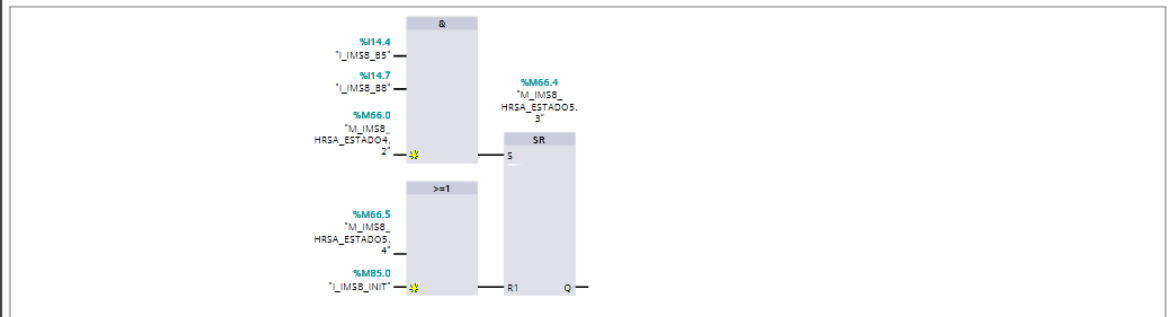 &
%I14.4
"I_IMS8_B5"
%I14.7
"I_IMS8_B8"
%M66.0
"M_IMS8_
HRSA_ESTADO4.
2"
%M66.4
"M_IMS8_
HRSA_ESTADO5.
3"
SR
S
>=1
%M66.5
"M_IMS8_
HRSA_ESTADO5.
4"
%M85.0
"I_IMS8_INIT"
R1
Q